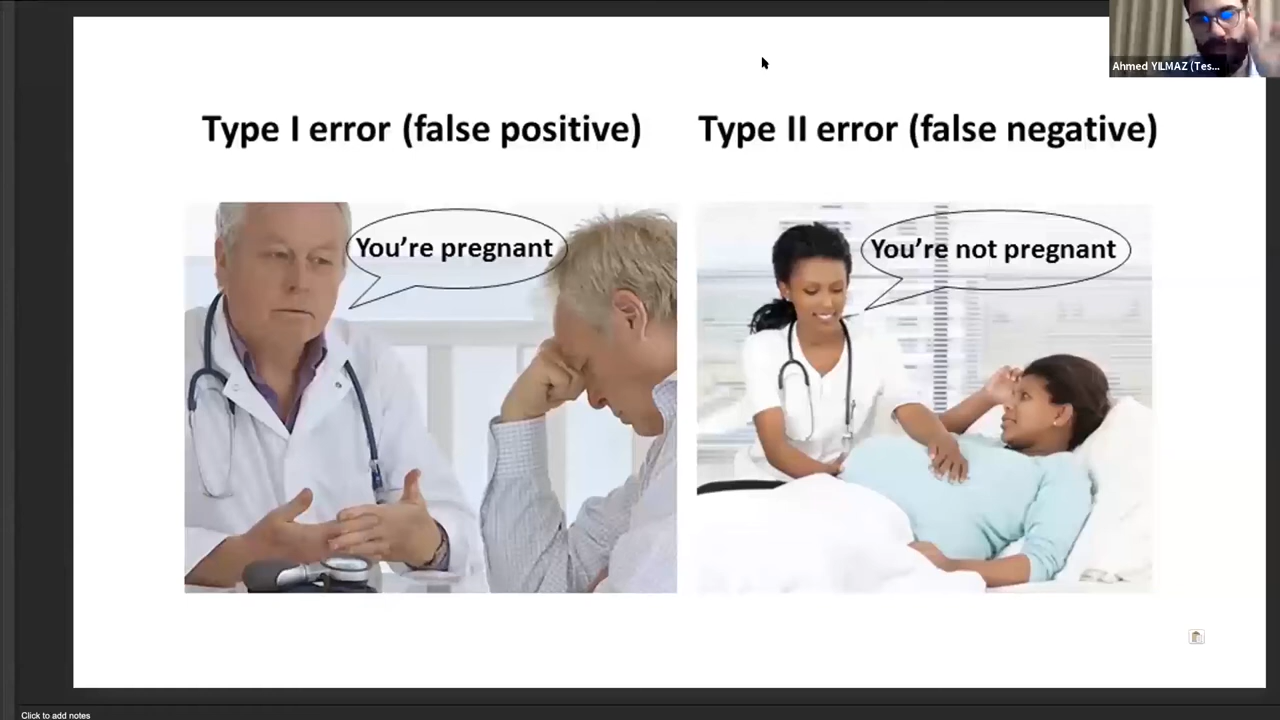 Ahmed YILMAZ (Tes...
Type I error (false positive)
Type II error (false negative)
You're pregnant
You're not pregnant
Click to add notes